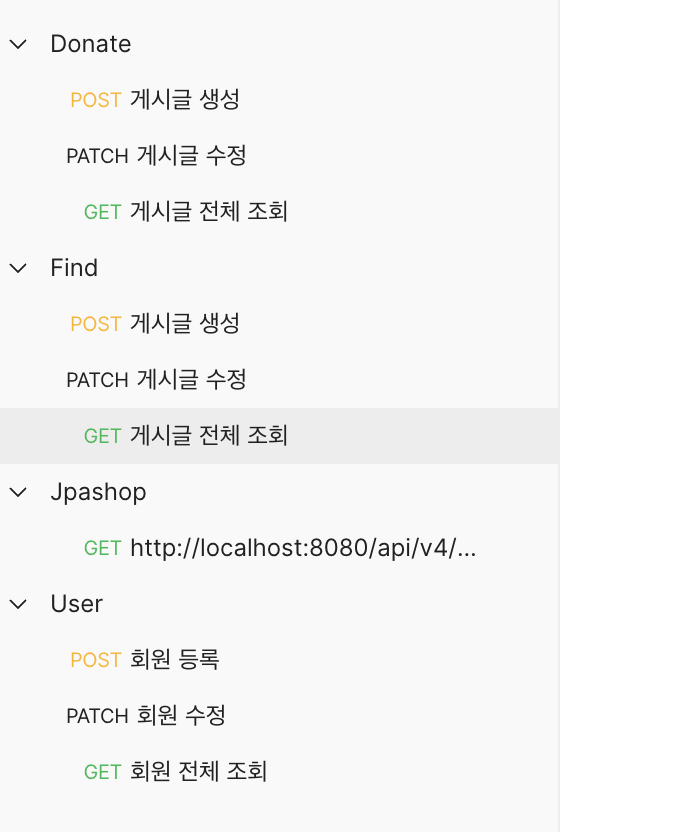 Donate
POST 게시글 생성
PATCH 게시글 수정
GET 게시글 전체 조회
Find
POST 게시글 생성
PATCH 게시글 수정
GET 게시글 전체 조회
Jpashop
GET http://localhost:8080/api/v4/...
User
POST 회원 등록
PATCH 회원 수정
GET 회원 전체 조회